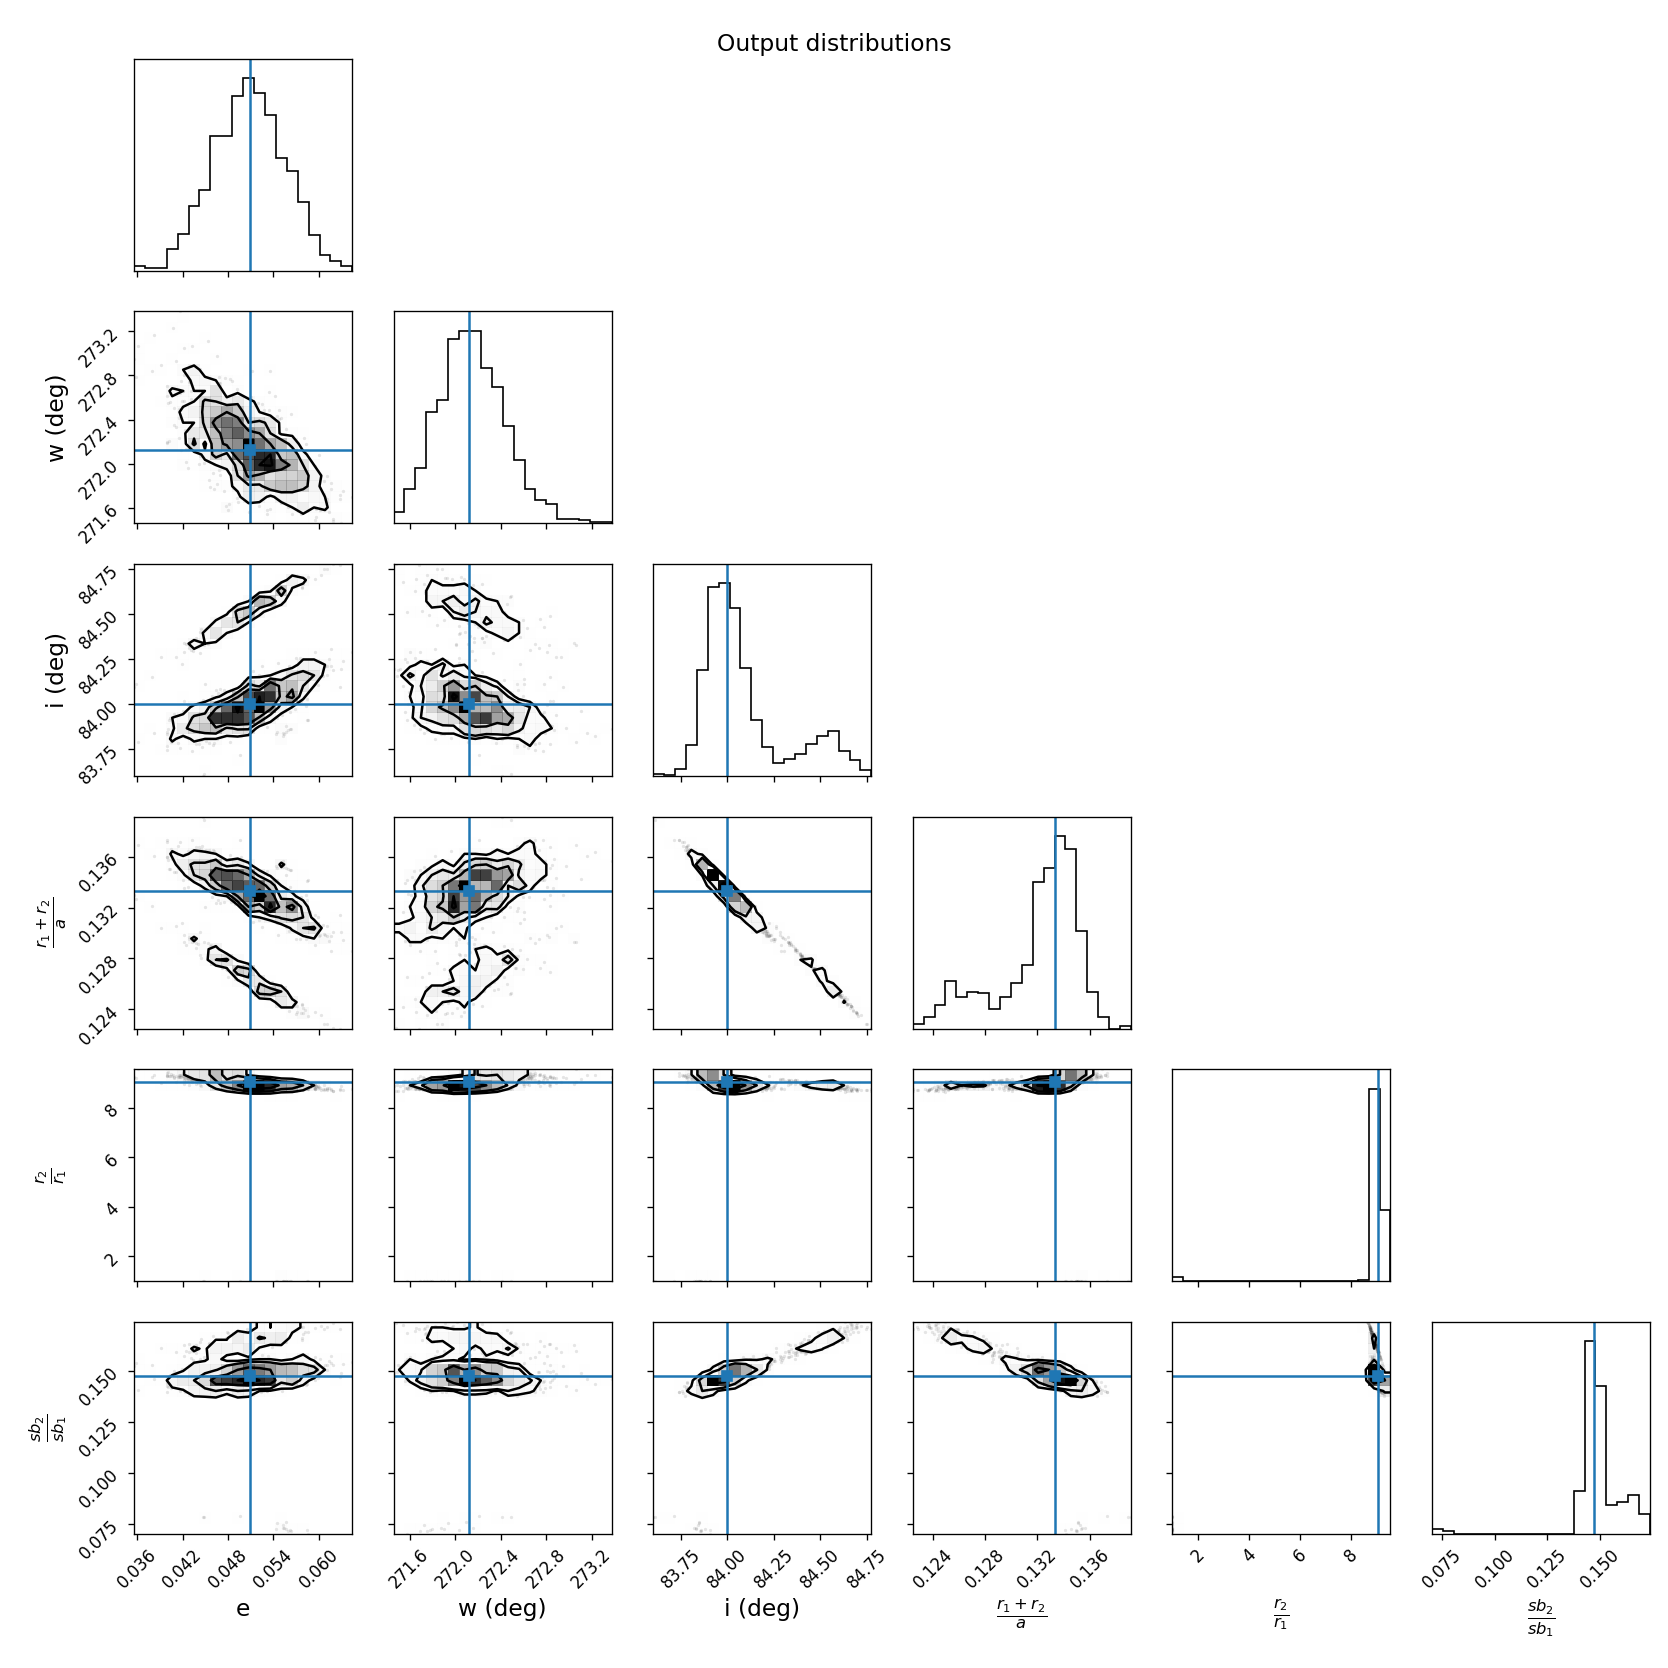 Output distributions
w (deg)
273.2
272.8
272.4
272.0
271.6
i (deg)
84.75
84.50
84.25
84.00
83.75
r₁ + r₂
a
0.136
0.132
0.128
0.124
r₂
r₁
8
6
4
2
sb₂
sb₁
0.150
0.125
0.100
0.075
0.036 0.042 0.048 0.054 0.060 271.6 272.0 272.4 272.8 273.2 83.75 84.00 84.25 84.50 84.75 0.124 0.128 0.132 0.136 2 4 6 8 0.075 0.100 0.125 0.150
e w (deg) i (deg) r₁ + r₂ r₂ sb₂
a r₁ sb₁